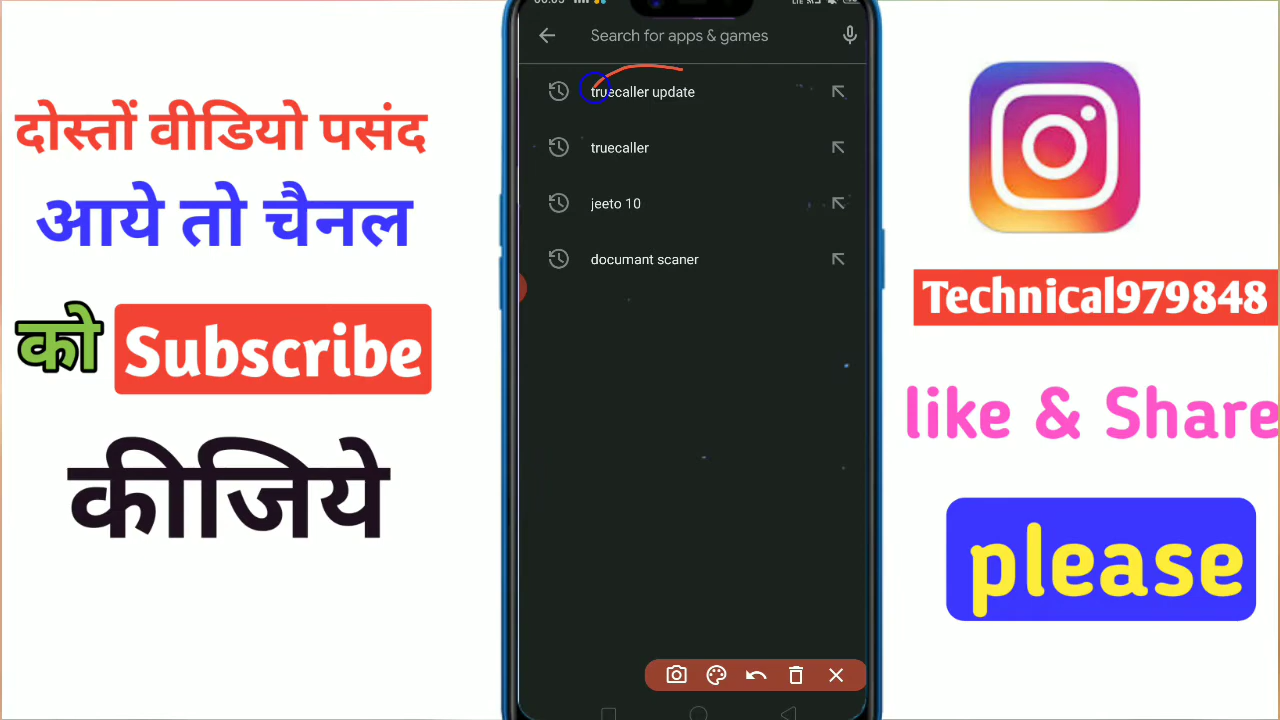 दोस्तों वीडियो पसंद
आये तो चैनल
को Subscribe
कीजिये
Search for apps & games
truecaller update
truecaller
jeeto 10
documant scaner
Technical979848
like & Share
please